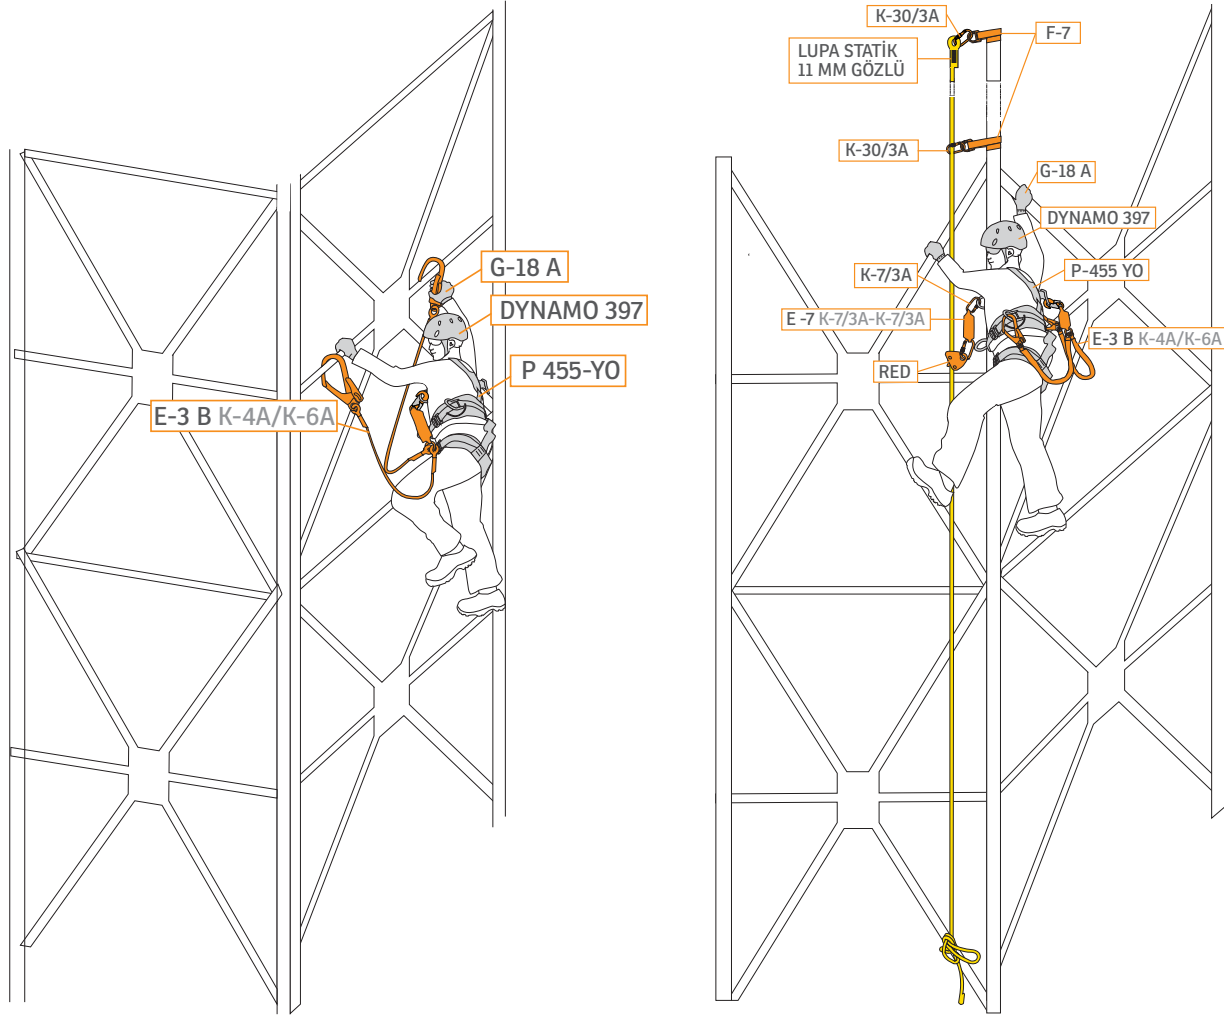 G-18 A
DYNAMO 397
P 455-YO
E-3 B K-4A/K-6A
K-30/3A
F-7
LUPA STATİK
11 MM GÖZLÜ
K-30/3A
G-18 A
DYNAMO 397
P-455 YO
K-7/3A
E -7 K-7/3A-K-7/3A
E-3 B K-4A/K-6A
RED